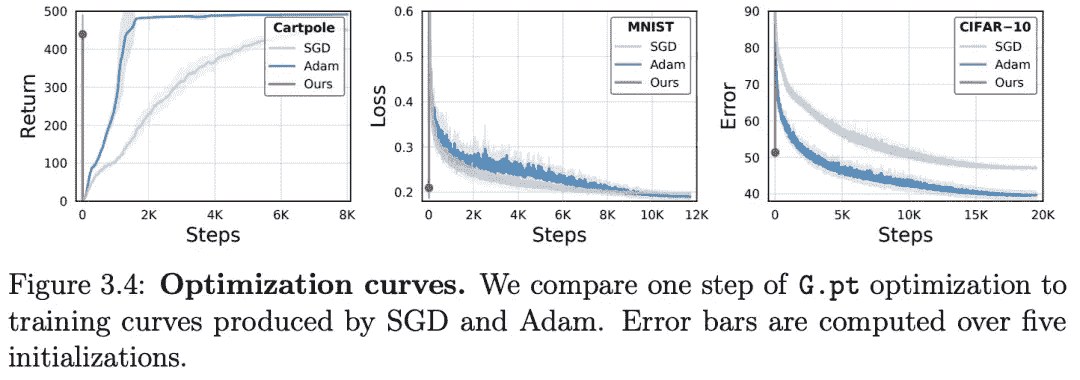 Return
500
400
300
200
100
0
0
2K
4K
6K
8K
Steps
Cartpole
SGD
Adam
Ours
Loss
0.6
0.5
0.4
0.3
0.2
0
2K
4K
6K
8K
10K
12K
Steps
MNIST
SGD
Adam
Ours
Error
90
80
70
60
50
40
0
5K
10K
15K
20K
Steps
CIFAR−10
SGD
Adam
Ours
Figure 3.4: Optimization curves. We compare one step of G.pt optimization to
training curves produced by SGD and Adam. Error bars are computed over five
initializations.